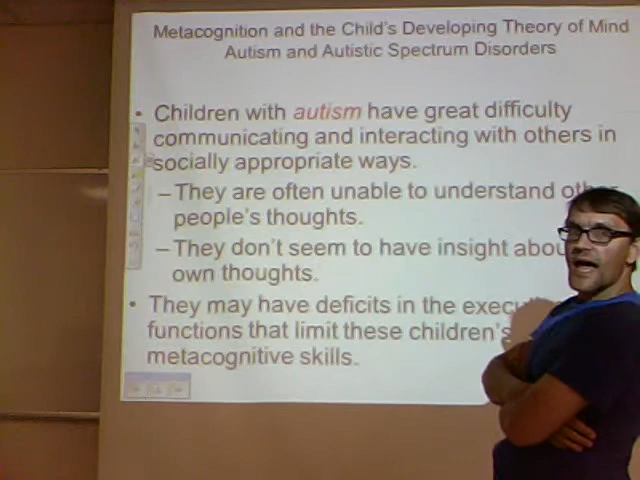 Metacognition and the Child's Developing Theory of Mind
Autism and Autistic Spectrum Disorders
• Children with autism have great difficulty
communicating and interacting with others in
socially appropriate ways.
– They are often unable to understand
people's thoughts.
– They don't seem to have insight
own thoughts.
• They may have deficits in the
functions that limit these children's
metacognitive skills.